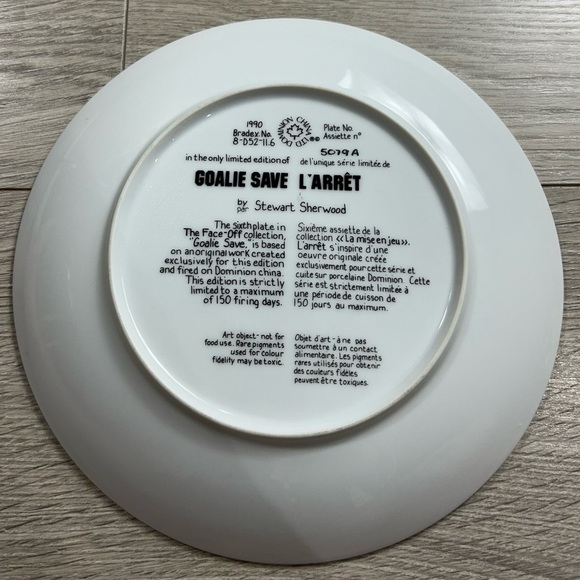 1990
Bradex No.
8-D52-11.6
DOMINION CHINA LTD ®
Plate No.
Assiette n°
5079A
in the only limited edition of
de l'unique série limitée de
GOALIE SAVE L'ARRÊT
by
par Stewart Sherwood
The sixth plate in
The Face-Off collection,
"Goalie Save," is based
on an original work created
exclusively for this edition
and fired on Dominion china.
This edition is strictly
limited to a maximum
of 150 firing days.
Sixième assiette de la
collection «La mise en jeu».
L'arrêt s'inspire d'une
oeuvre originale créée
exclusivement pour cette série et
cuite sur porcelaine Dominion. Cette
série est strictement limitée à
une période de cuisson de
150 jours au maximum.
Art object-not for
food use. Rare pigments
used for colour
fidelity may be toxic.
Objet d'art-à ne pas
soumettre à un contact
alimentaire. Les pigments
rares utilisés pour obtenir
des couleurs fidèles
peuvent être toxiques.